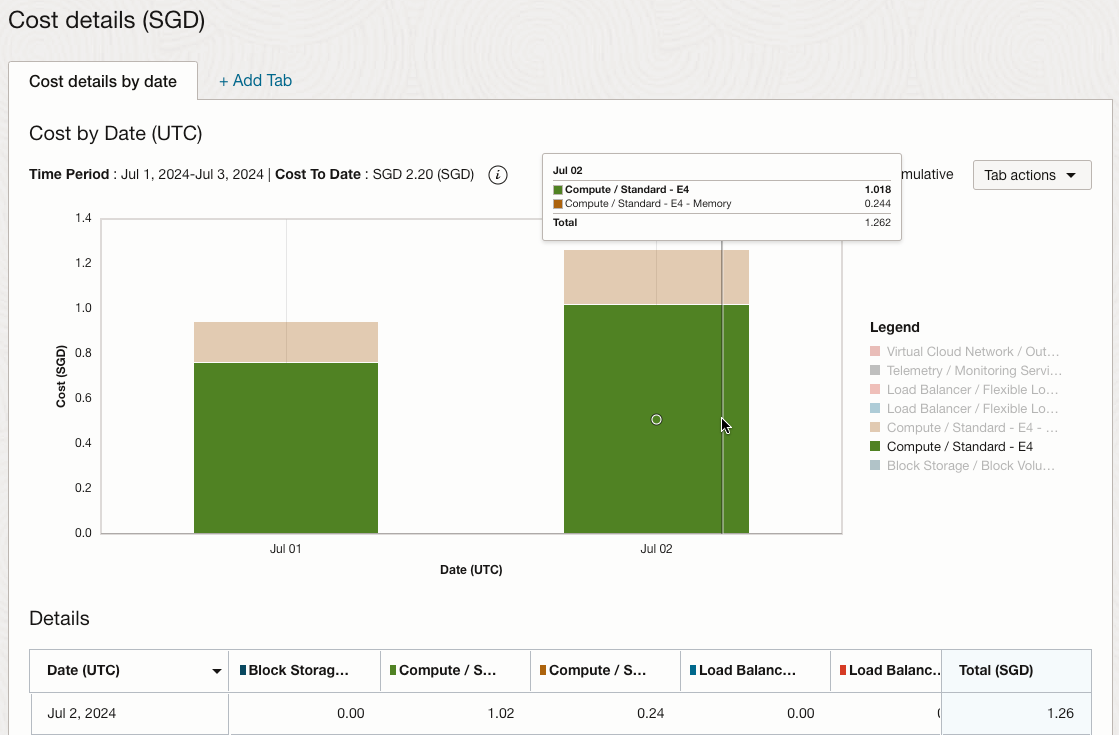 Cost details (SGD)
Cost details by date
+ Add Tab
Cost by Date (UTC)
Time Period : Jul 1, 2024-Jul 3, 2024 | Cost To Date : SGD 2.20 (SGD) i
Tab actions
Jul 02
Compute / Standard - E4 1.018
Compute / Standard - E4 - Memory 0.244
Total 1.262
1.4
1.2
1.0
0.8
0.6
0.4
0.2
0.0
Cost (SGD)
Jul 01
Jul 02
Date (UTC)
Legend
Virtual Cloud Network / Out...
Telemetry / Monitoring Servi...
Load Balancer / Flexible Lo...
Load Balancer / Flexible Lo...
Compute / Standard - E4 - ...
Compute / Standard - E4
Block Storage / Block Volu...
Details
Date (UTC) Block Storag... Compute / S... Compute / S... Load Balanc... Load Balanc.. Total (SGD)
Jul 2, 2024 0.00 1.02 0.24 0.00 1.26